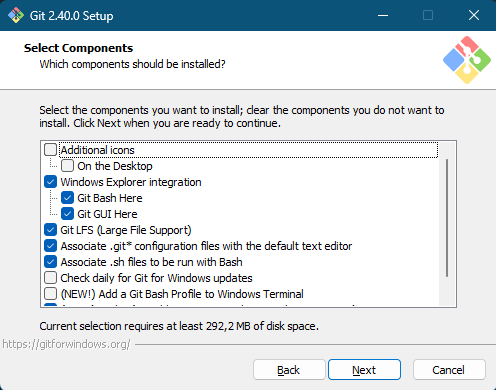 Git 2.40.0 Setup
Select Components
Which components should be installed?
Select the components you want to install; clear the components you do not want to
install. Click Next when you are ready to continue.
Additional icons
On the Desktop
Windows Explorer integration
Git Bash Here
Git GUI Here
Git LFS (Large File Support)
Associate .git* configuration files with the default text editor
Associate .sh files to be run with Bash
Check daily for Git for Windows updates
(NEW!) Add a Git Bash Profile to Windows Terminal
Current selection requires at least 292,2 MB of disk space.
https://gitforwindows.org/
Back
Next
Cancel